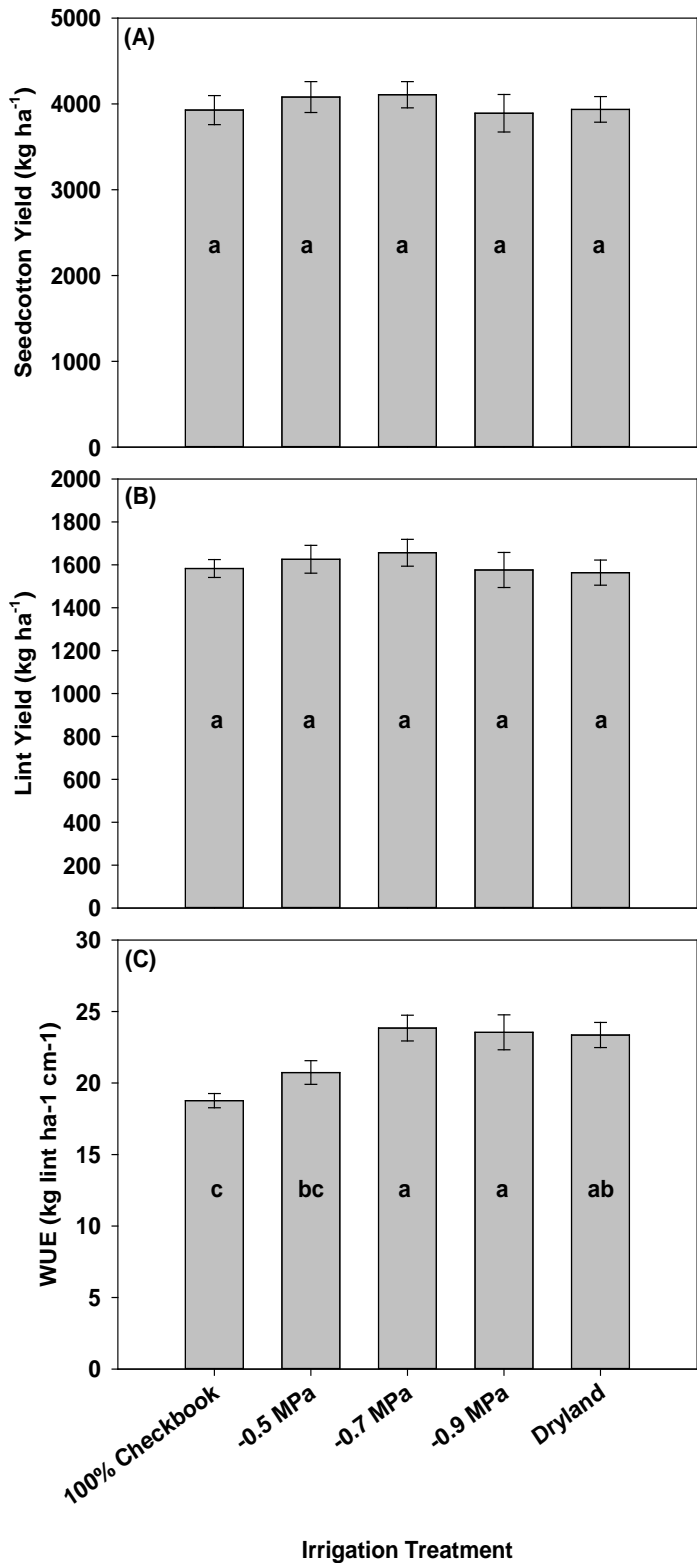 (A)
Seedcotton Yield (kg ha-1)
5000
4000
3000
2000
1000
0
a a a a a
(B)
Lint Yield (kg ha-1)
2000
1800
1600
1400
1200
1000
800
600
400
200
0
a a a a a
(C)
WUE (kg lint ha-1 cm-1)
30
25
20
15
10
5
0
c bc a a ab
100% Checkbook
-0.5 MPa
-0.7 MPa
-0.9 MPa
Dryland
Irrigation Treatment